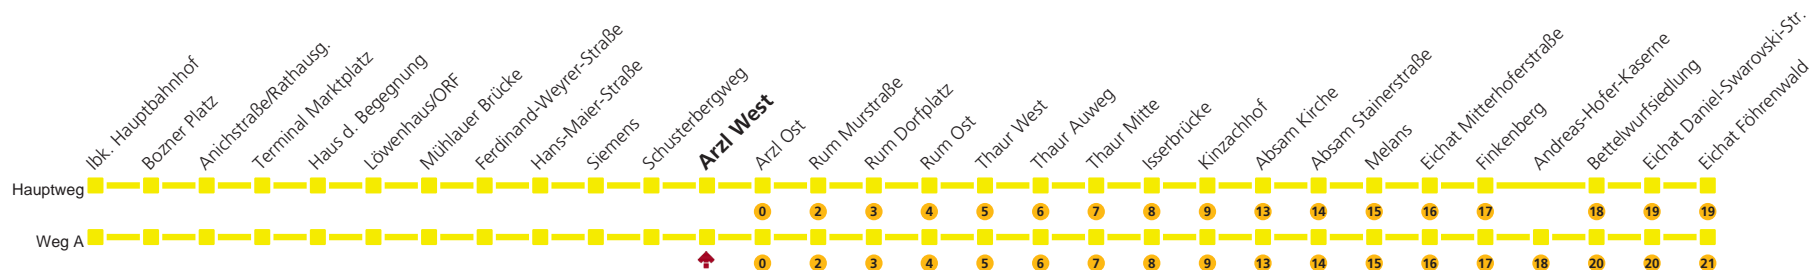 Ibk. Hauptbahnhof
Bozner Platz
Anichstraße/Rathausg.
Terminal Marktplatz
Haus d. Begegnung
Löwenhaus/ORF
Mühlauer Brücke
Ferdinand-Weyrer-Straße
Hans-Maier-Straße
Siemens
Schusterbergweg
Arzl West
Arzl Ost
Rum Murstraße
Rum Dorfplatz
Rum Ost
Thaur West
Thaur Auweg
Thaur Mitte
Isserbrücke
Kinzachhof
Absam Kirche
Absam Stainerstraße
Melans
Eichat Mitterhoferstraße
Finkenberg
Andreas-Hofer-Kaserne
Bettelwurfsiedlung
Eichat Daniel-Swarovski-Str.
Eichat Föhrenwald
Hauptweg
0 2 3 4 5 6 7 8 9 13 14 15 16 17 18 19 19
Weg A
0 2 3 4 5 6 7 8 9 13 14 15 16 17 18 20 20 21